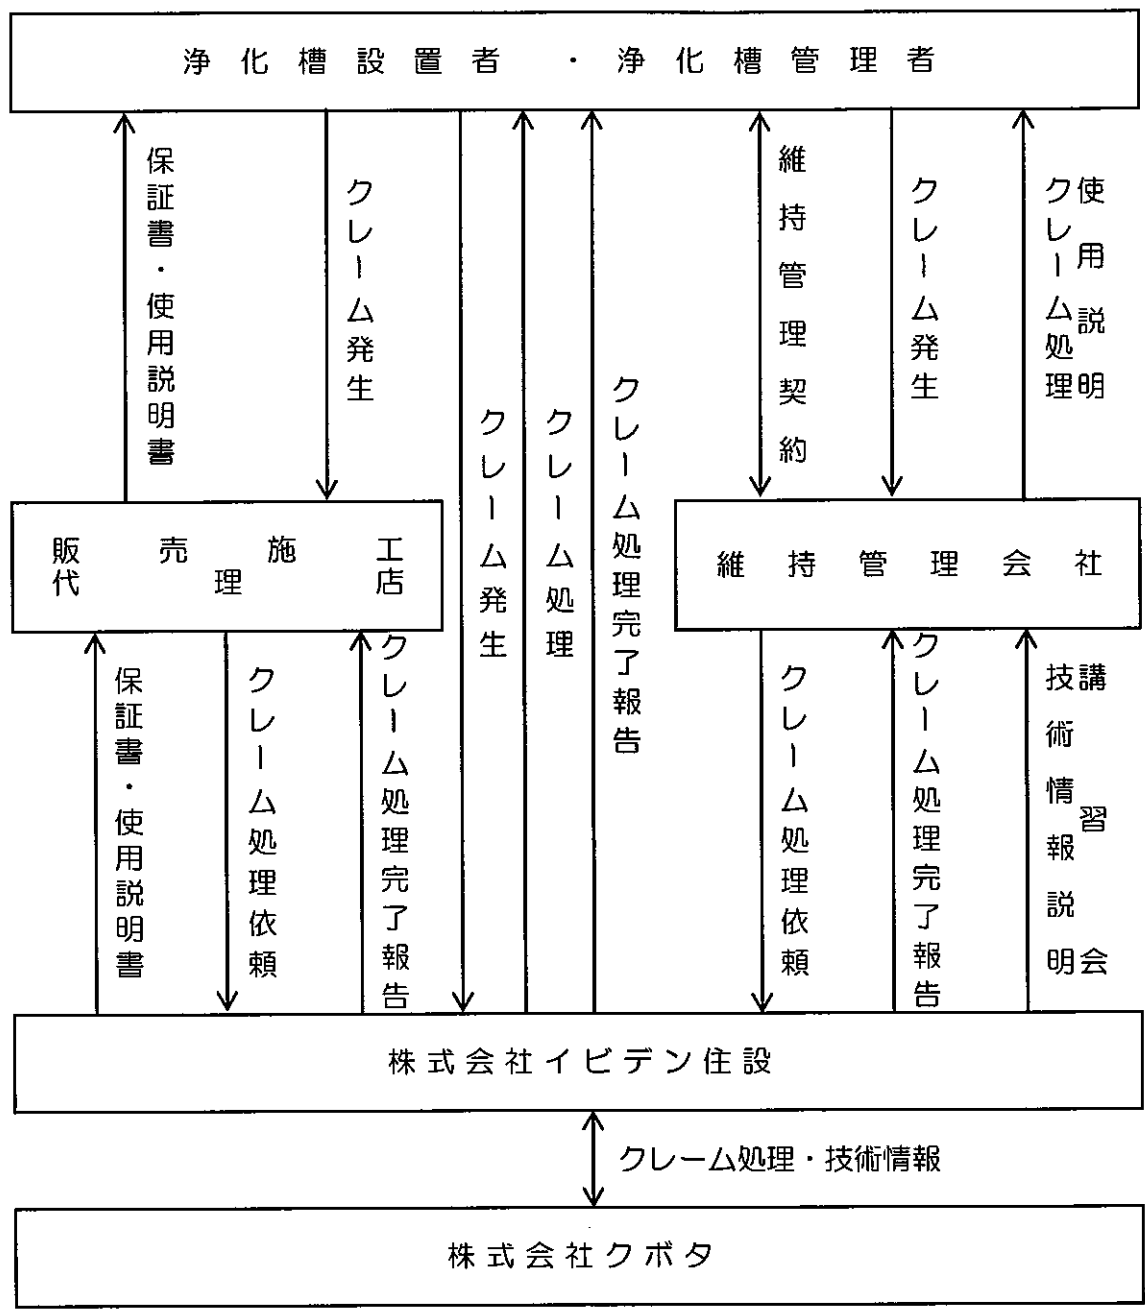 浄化槽設置者・浄化槽管理者
保証書・使用説明書
クレーム発生
クレーム発生
クレーム処理
クレーム処理完了報告
維持管理契約
クレーム発生
使用説明
クレーム処理
販売施工
代理店
維持管理会社
保証書・使用説明書
クレーム処理依頼
クレーム処理完了報告
クレーム処理依頼
クレーム処理完了報告
講習会
技術情報説明
株式会社イビデン住設
クレーム処理・技術情報
株式会社クボタ